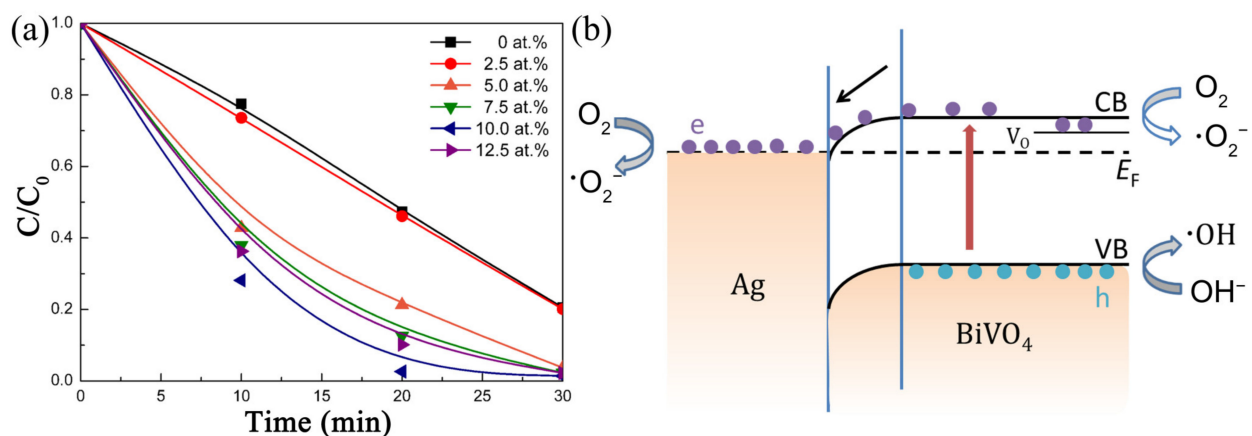 (a)
1.0
0.8
0.6
0.4
0.2
0.0
C/C₀
0 5 10 15 20 25 30
Time (min)
0 at.%
2.5 at.%
5.0 at.%
7.5 at.%
10.0 at.%
12.5 at.%
(b)
O₂
·O₂⁻
e
Ag
CB
V₀
E_F
O₂
·O₂⁻
VB
h
·OH
OH⁻
BiVO₄